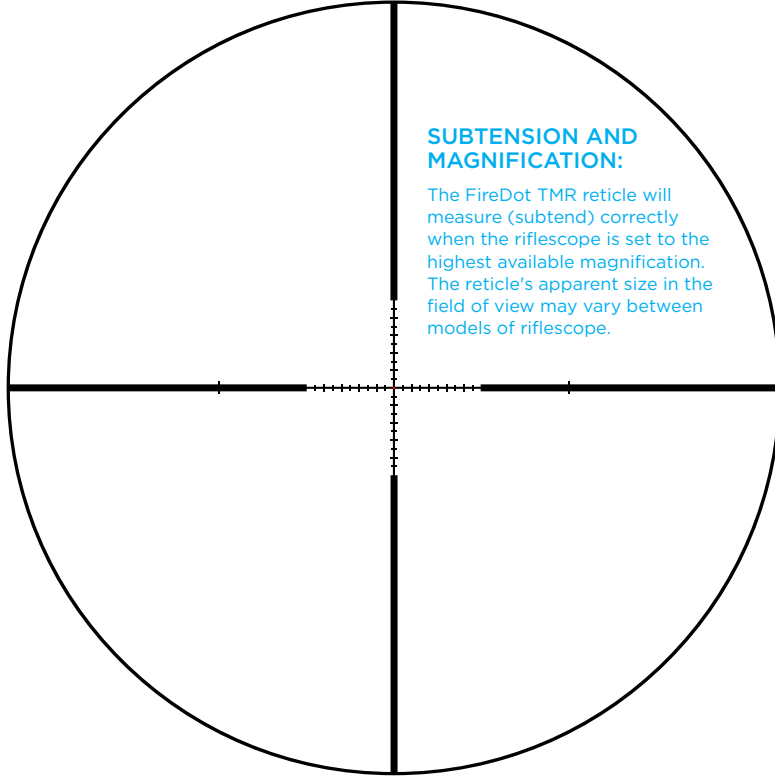 SUBTENSION AND
MAGNIFICATION:
The FireDot TMR reticle will
measure (subtend) correctly
when the riflescope is set to the
highest available magnification.
The reticle's apparent size in the
field of view may vary between
models of riflescope.